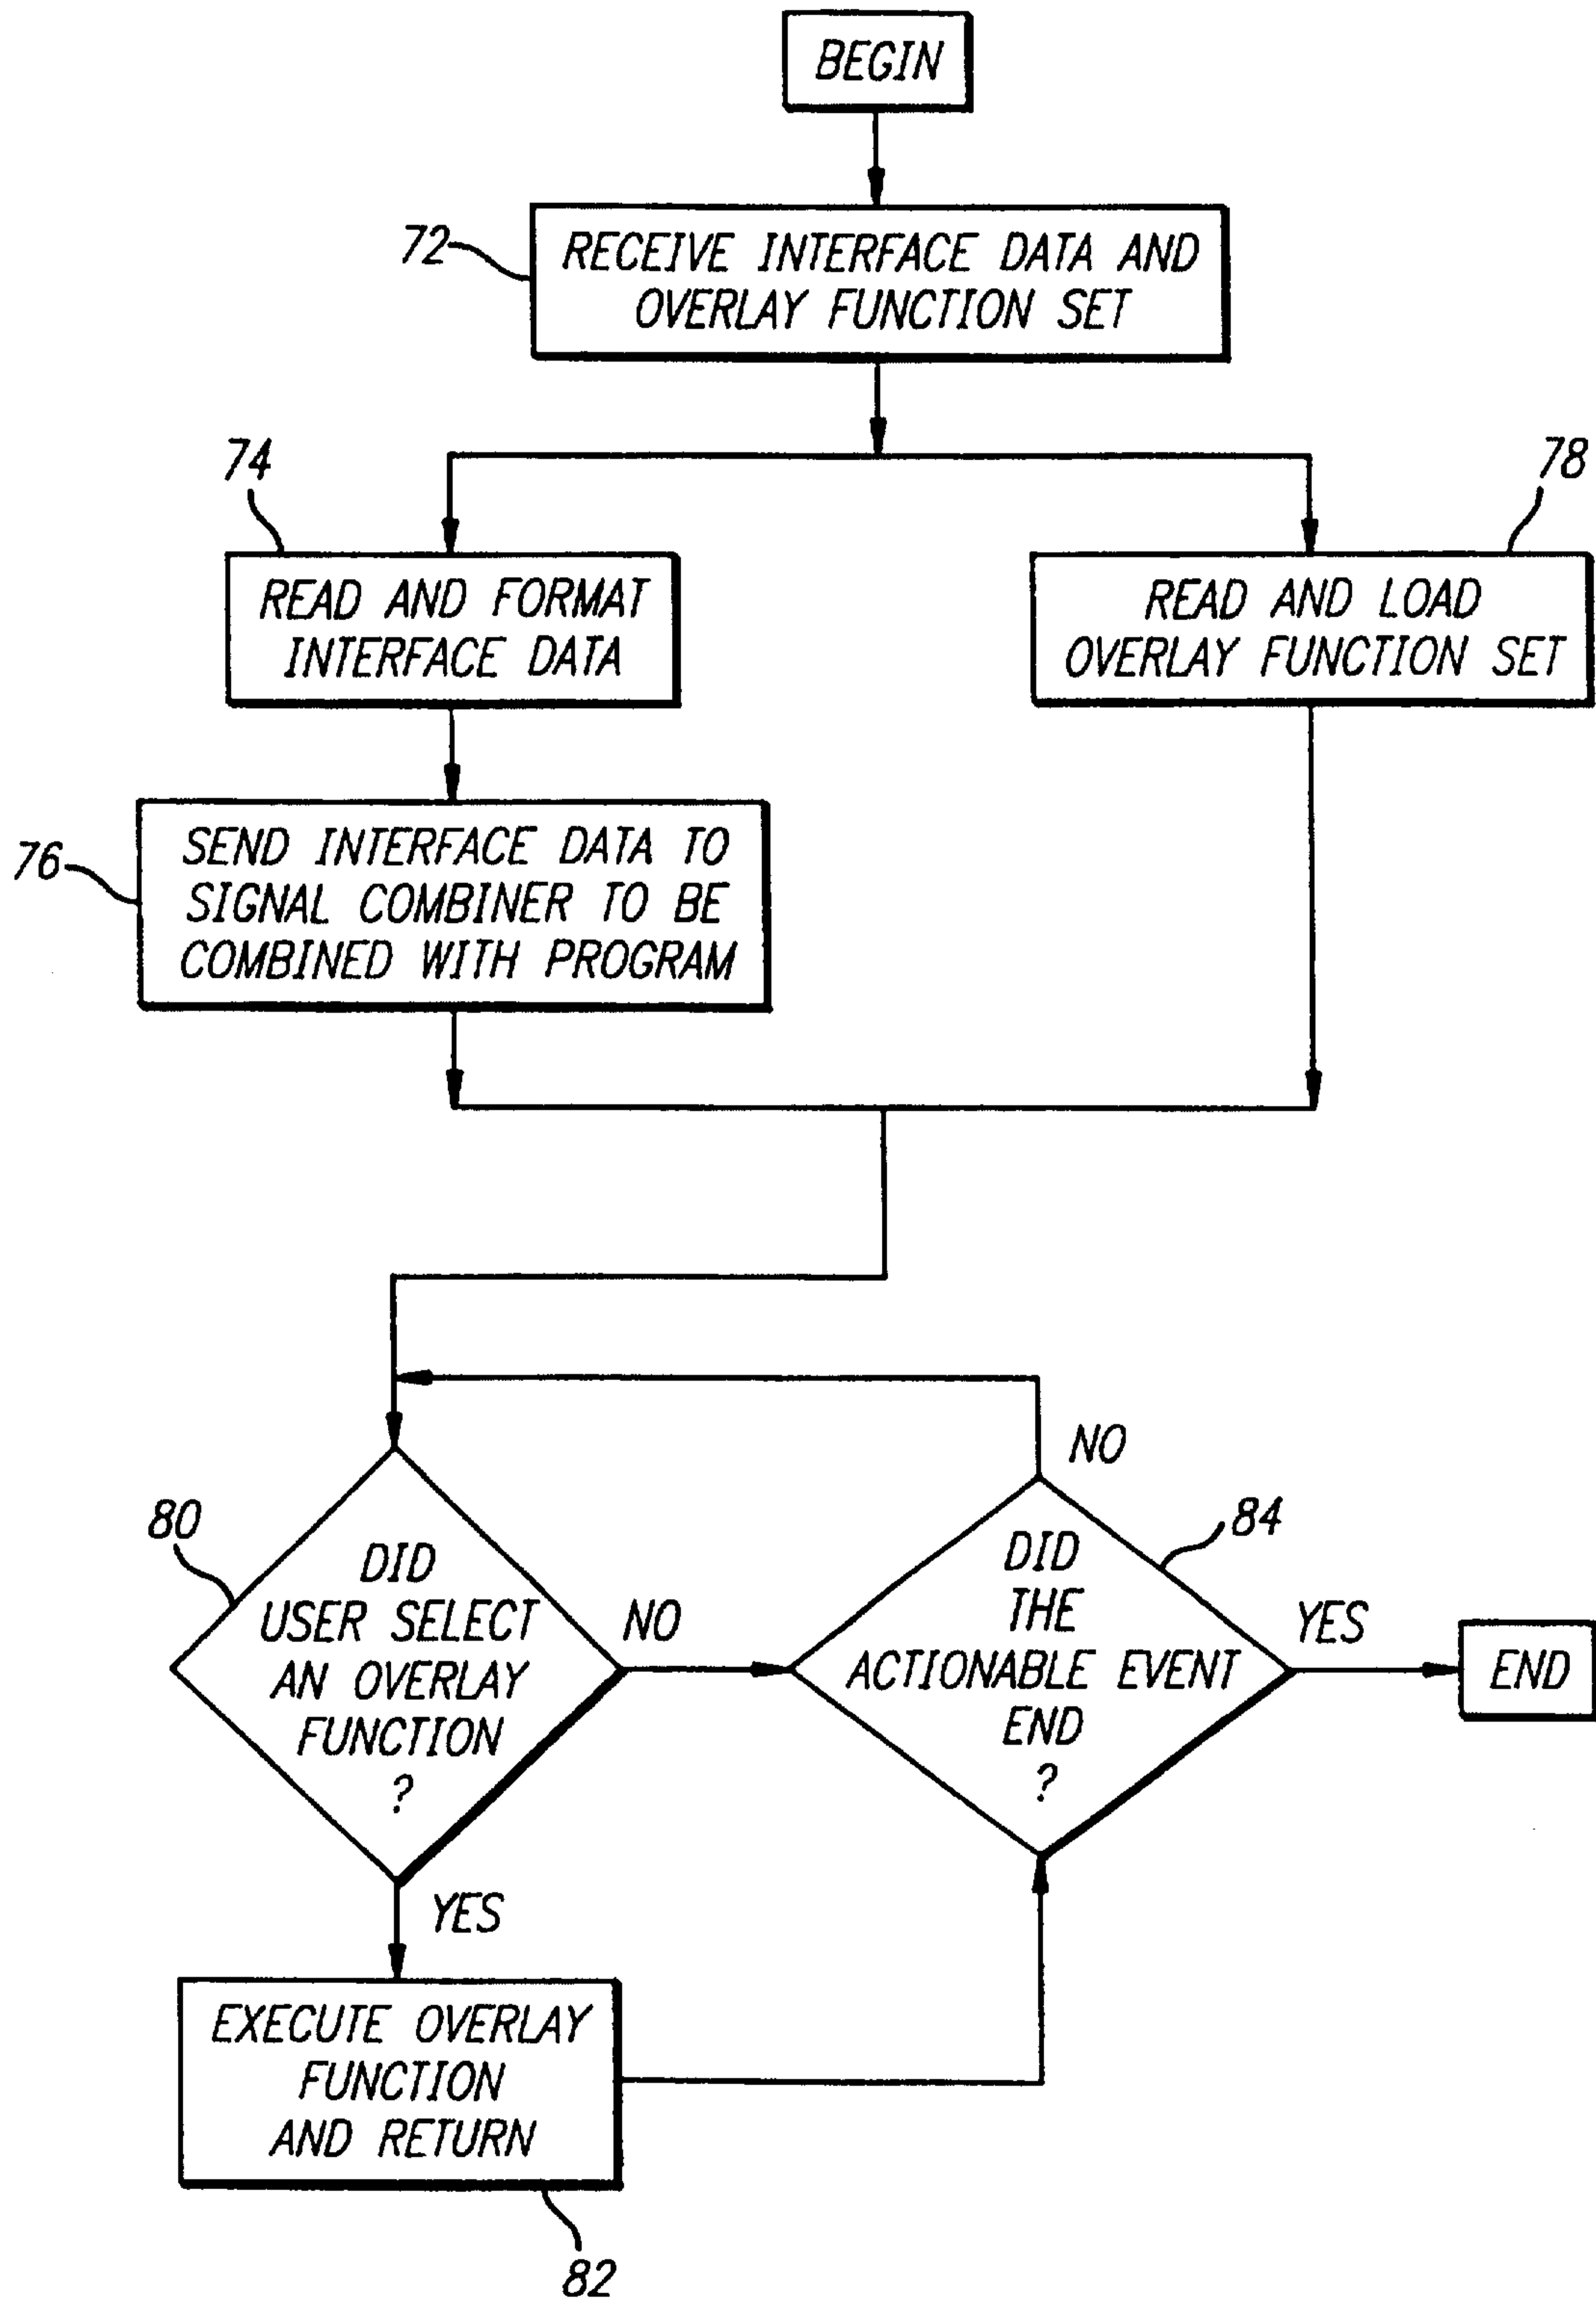 BEGIN
72
RECEIVE INTERFACE DATA AND
OVERLAY FUNCTION SET
74
READ AND FORMAT
INTERFACE DATA
78
READ AND LOAD
OVERLAY FUNCTION SET
76
SEND INTERFACE DATA TO
SIGNAL COMBINER TO BE
COMBINED WITH PROGRAM
80
DID
USER SELECT
AN OVERLAY
FUNCTION
?
NO
YES
84
DID
THE
ACTIONABLE EVENT
END
?
NO
YES
END
EXECUTE OVERLAY
FUNCTION
AND RETURN
82